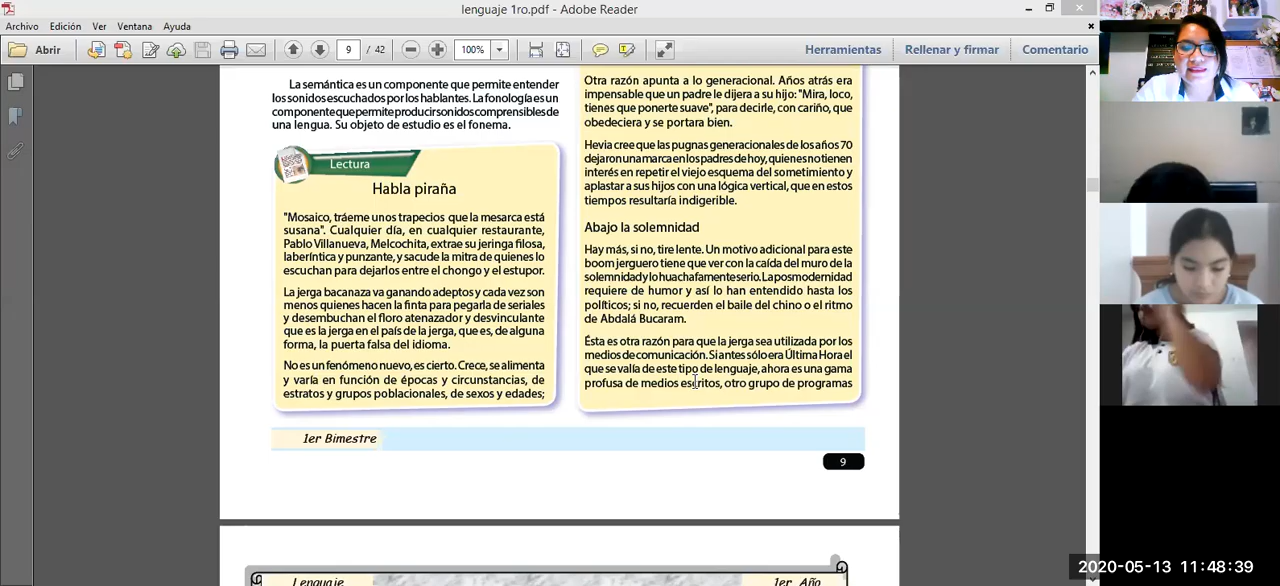 lenguaje 1ro.pdf - Adobe Reader
Archivo Edición Ver Ventana Ayuda
Abrir 9 / 42 100% Herramientas Rellenar y firmar Comentario
La semántica es un componente que permite entender
los sonidos escuchados por los hablantes. La fonología es un
componente que permite producir sonidos comprensibles de
una lengua. Su objeto de estudio es el fonema.
Lectura
Habla piraña
"Mosaico, tráeme unos trapecios que la mesarca está
susana". Cualquier día, en cualquier restaurante,
Pablo Villanueva, Melcochita, extrae su jeringa filosa,
laberíntica y punzante, y sacude la mitra de quienes lo
escuchan para dejarlos entre el chongo y el estupor.
La jerga bacanaza va ganando adeptos y cada vez son
menos quienes hacen la finta para pegarla de seriales
y desembuchan el floro atenazador y desvinculante
que es la jerga en el país de la jerga, que es, de alguna
forma, la puerta falsa del idioma.
No es un fenómeno nuevo, es cierto. Crece, se alimenta
y varía en función de épocas y circunstancias, de
estratos y grupos poblacionales, de sexos y edades;
Otra razón apunta a lo generacional. Años atrás era
impensable que un padre le dijera a su hijo: "Mira, loco,
tienes que ponerte suave", para decirle, con cariño, que
obedeciera y se portara bien.
Hevia cree que las pugnas generacionales de los años 70
dejaron una marca en los padres de hoy, quienes no tienen
interés en repetir el viejo esquema del sometimiento y
aplastar a sus hijos con una lógica vertical, que en estos
tiempos resultaría indigerible.
Abajo la solemnidad
Hay más, si no, tire lente. Un motivo adicional para este
boom jerguero tiene que ver con la caída del muro de la
solemnidad y lo huachafamente serio. La posmodernidad
requiere de humor y así lo han entendido hasta los
políticos; si no, recuerden el baile del chino o el ritmo
de Abdalá Bucaram.
Ésta es otra razón para que la jerga sea utilizada por los
medios de comunicación. Si antes sólo era Última Hora el
que se valía de este tipo de lenguaje, ahora es una gama
profusa de medios escritos, otro grupo de programas
1er Bimestre
9
Lenguaje 1er. Año
2020-05-13 11:48:39